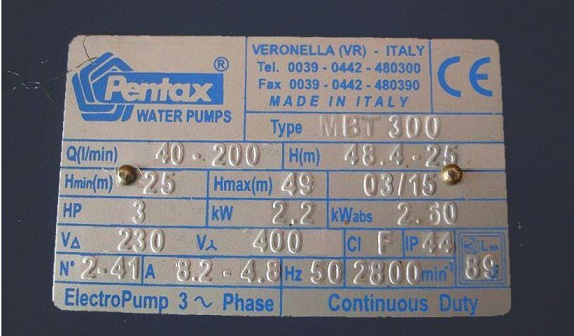 VERONELLA (VR) - ITALY
Tel. 0039 - 0442 - 480300
Fax 0039 - 0442 - 480390
MADE IN ITALY
Pentax ®
WATER PUMPS
CE
Type MBT 300
Q(l/min) 40 - 200 H(m) 48.4 - 25
Hmin(m) 25 Hmax(m) 49 03/15
HP 3 kW 2.2 kWabs 2.60
V∆ 230 V⅄ 400 Cl F IP 44
N° 2-41 A 8.2 - 4.8 Hz 50 2800 min⁻¹ 89
ElectroPump 3 ~ Phase Continuous Duty